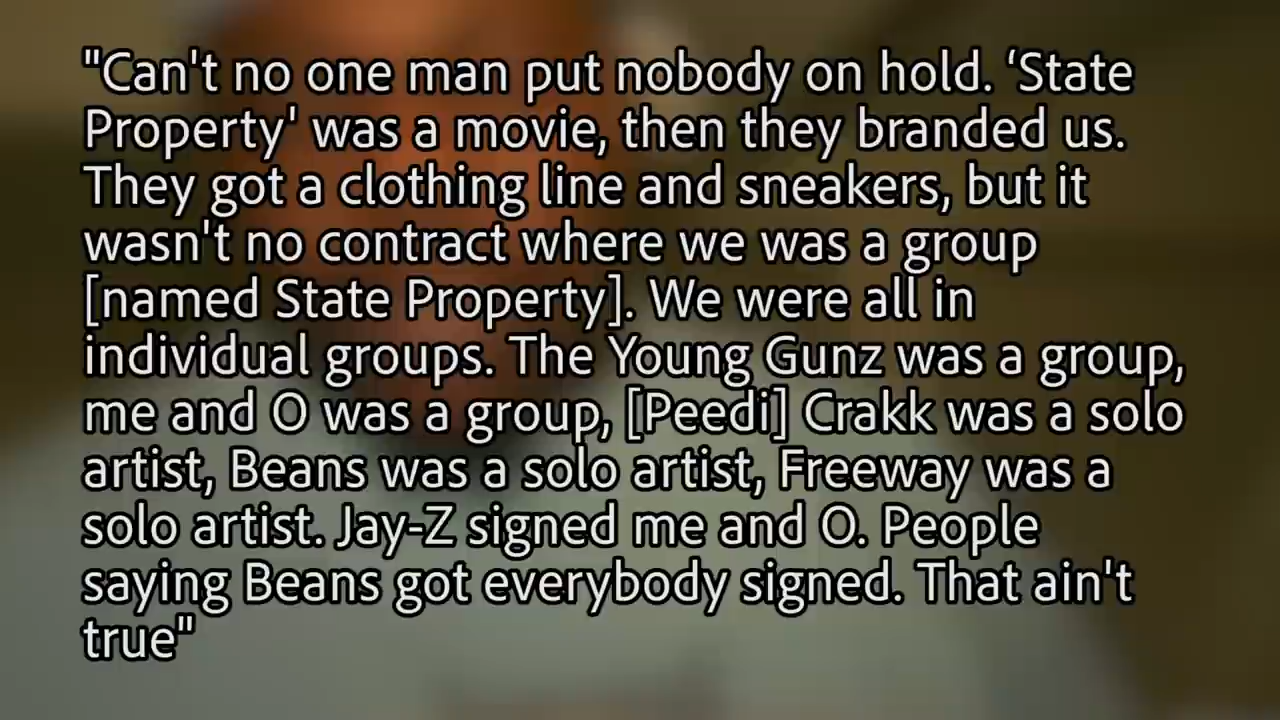 "Can't no one man put nobody on hold. ‘State
Property' was a movie, then they branded us.
They got a clothing line and sneakers, but it
wasn't no contract where we was a group
[named State Property]. We were all in
individual groups. The Young Gunz was a group,
me and O was a group, [Peedi] Crakk was a solo
artist, Beans was a solo artist, Freeway was a
solo artist. Jay-Z signed me and O. People
saying Beans got everybody signed. That ain't
true"